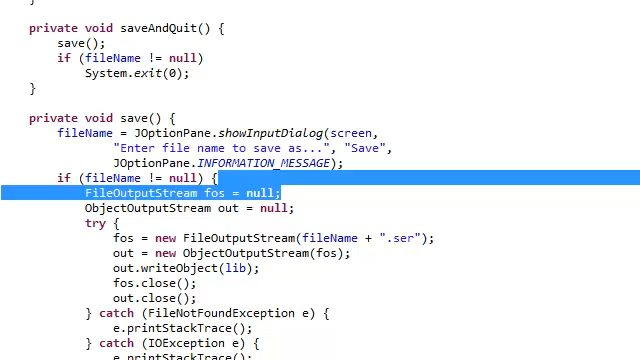 private void saveAndQuit() {
save();
if (fileName != null)
System.exit(0);
}
private void save() {
fileName = JOptionPane.showInputDialog(screen,
"Enter file name to save as...", "Save",
JOptionPane.INFORMATION_MESSAGE);
if (fileName != null) {
FileOutputStream fos = null;
ObjectOutputStream out = null;
try {
fos = new FileOutputStream(fileName + ".ser");
out = new ObjectOutputStream(fos);
out.writeObject(lib);
fos.close();
out.close();
} catch (FileNotFoundException e) {
e.printStackTrace();
} catch (IOException e) {
e.printStackTrace();